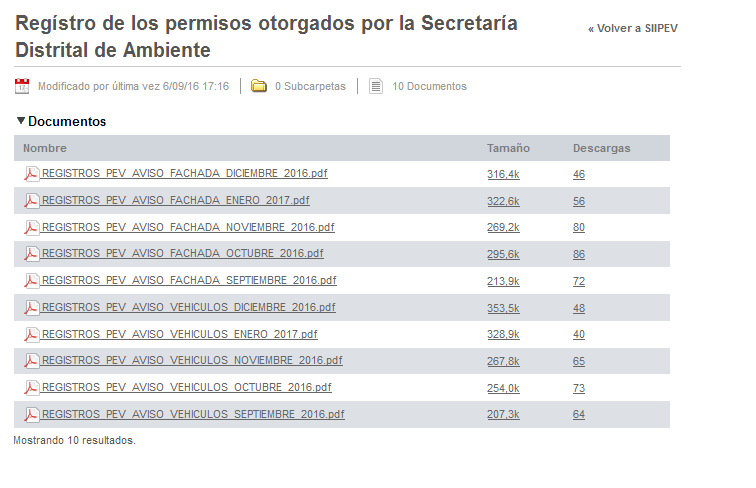 Regístro de los permisos otorgados por la Secretaría
Distrital de Ambiente
« Volver a SIIPEV
Modificado por última vez 6/09/16 17:16 0 Subcarpetas 10 Documentos
Documentos
Nombre Tamaño Descargas
REGISTROS_PEV_AVISO_FACHADA_DICIEMBRE_2016.pdf 316,4k 46
REGISTROS_PEV_AVISO_FACHADA_ENERO_2017.pdf 322,6k 56
REGISTROS_PEV_AVISO_FACHADA_NOVIEMBRE_2016.pdf 269,2k 80
REGISTROS_PEV_AVISO_FACHADA_OCTUBRE_2016.pdf 295,6k 86
REGISTROS_PEV_AVISO_FACHADA_SEPTIEMBRE_2016.pdf 213,9k 72
REGISTROS_PEV_AVISO_VEHICULOS_DICIEMBRE_2016.pdf 353,5k 48
REGISTROS_PEV_AVISO_VEHICULOS_ENERO_2017.pdf 328,9k 40
REGISTROS_PEV_AVISO_VEHICULOS_NOVIEMBRE_2016.pdf 267,8k 65
REGISTROS_PEV_AVISO_VEHICULOS_OCTUBRE_2016.pdf 254,0k 73
REGISTROS_PEV_AVISO_VEHICULOS_SEPTIEMBRE_2016.pdf 207,3k 64
Mostrando 10 resultados.